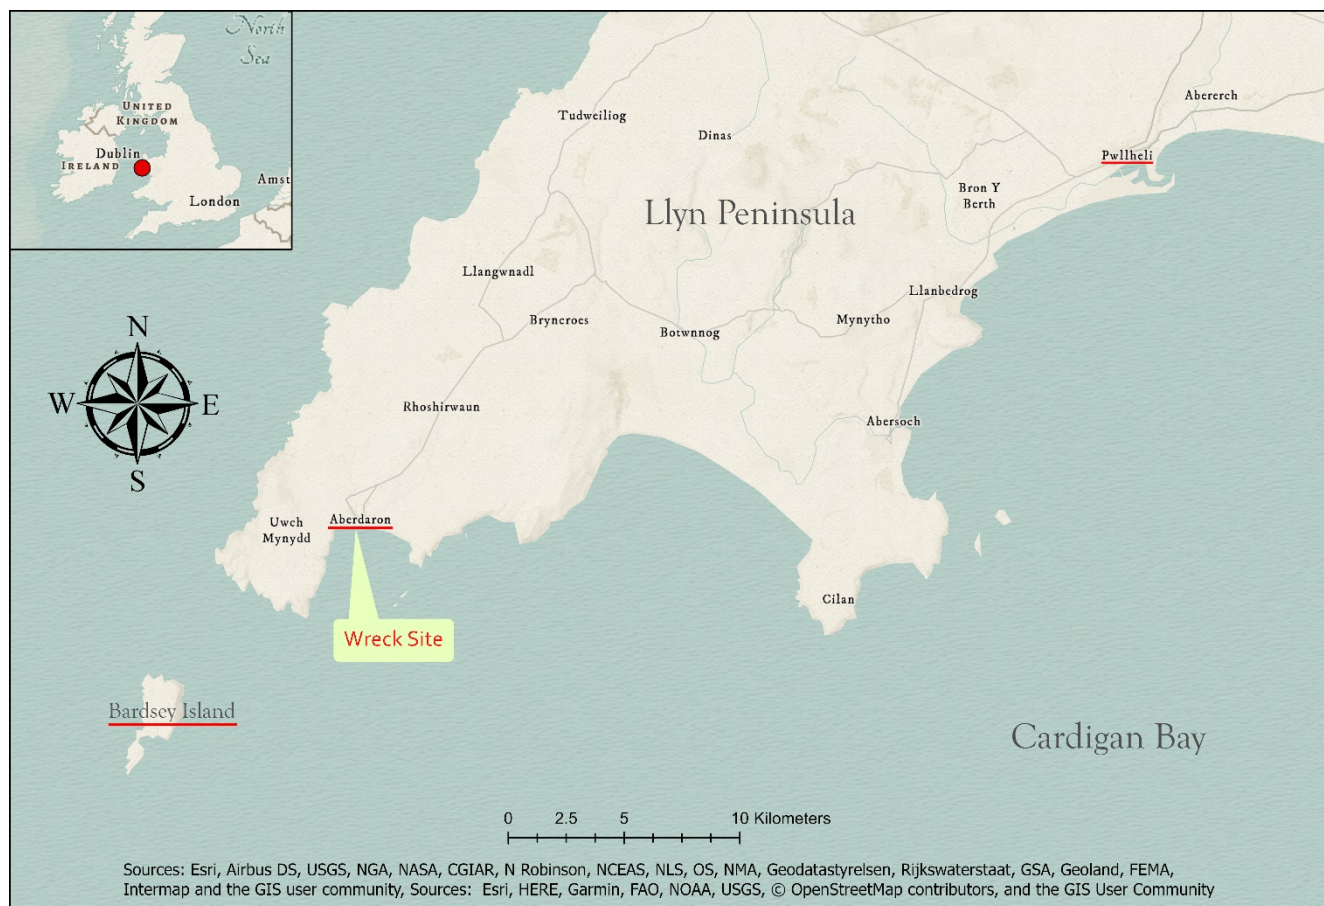 North
Sea
UNITED
KINGDOM
Dublin
IRELAND
Amst
London
Abererch
Tudweiliog
Dinas
Pwllheli
Bron Y
Berth
Llyn Peninsula
Llangwnadl
Llanbedrog
Bryncroes
Botwnnog
Mynytho
N
W
E
S
Rhoshirwaun
Abersoch
Uwch
Mynydd
Aberdaron
Cilan
Wreck Site
Bardsey Island
Cardigan Bay
0 2.5 5 10 Kilometers
Sources: Esri, Airbus DS, USGS, NGA, NASA, CGIAR, N Robinson, NCEAS, NLS, OS, NMA, Geodatastyrelsen, Rijkswaterstaat, GSA, Geoland, FEMA,
Intermap and the GIS user community, Sources: Esri, HERE, Garmin, FAO, NOAA, USGS, © OpenStreetMap contributors, and the GIS User Community